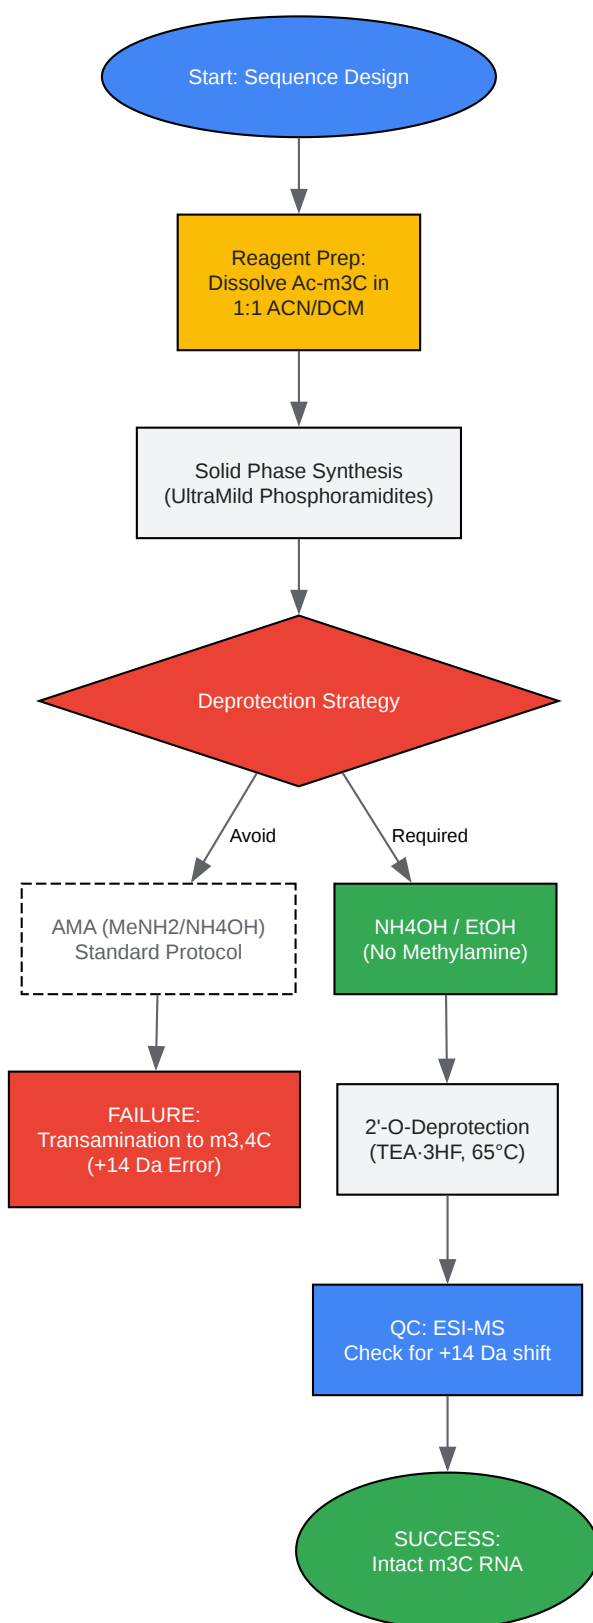 Start: Sequence Design
Reagent Prep:
Dissolve Ac-m3C in
1:1 ACN/DCM
Solid Phase Synthesis
(UltraMild Phosphoramidites)
Deprotection Strategy
Avoid
Required
AMA (MeNH2/NH4OH)
Standard Protocol
NH4OH / EtOH
(No Methylamine)
FAILURE:
Transamination to m3,4C
(+14 Da Error)
2'-O-Deprotection
(TEA·3HF, 65°C)
QC: ESI-MS
Check for +14 Da shift
SUCCESS:
Intact m3C RNA